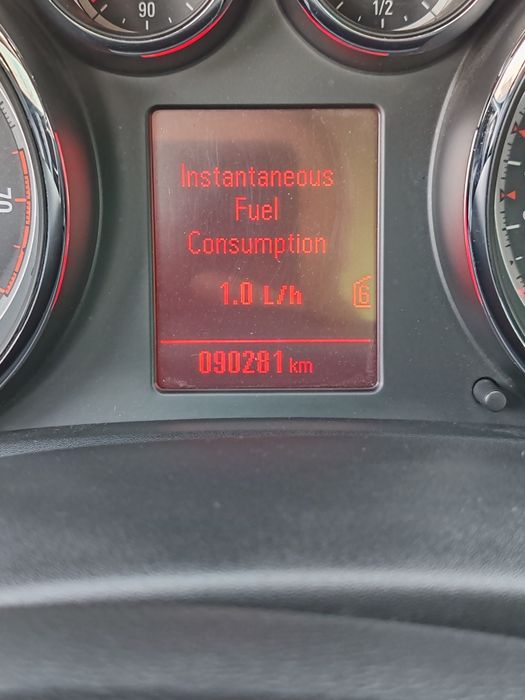 90
1/2
Instantaneous
Fuel
Consumption
1.0 L/h
6
70
090281 km